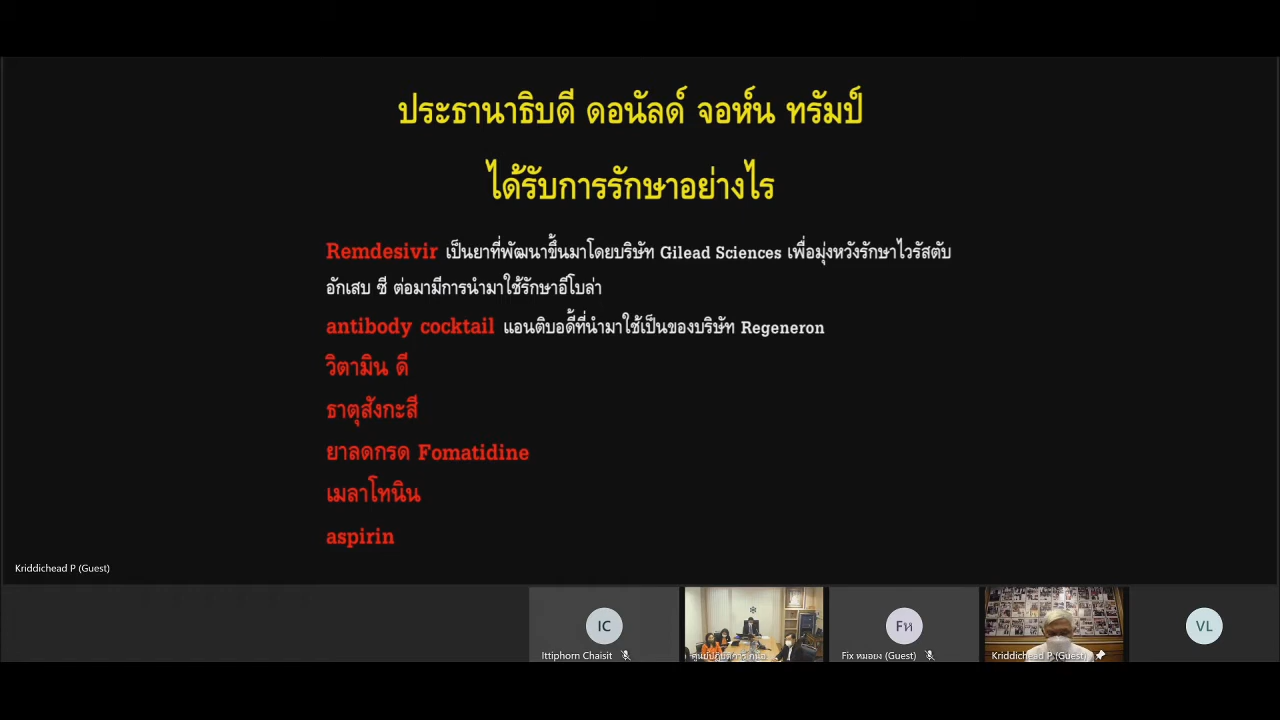 ประธานาธิบดี ดอนัลด์ จอห์น ทรัมป์
ได้รับการรักษาอย่างไร
Remdesivir เป็นยาที่พัฒนาขึ้นมาโดยบริษัท Gilead Sciences เพื่อมุ่งหวังรักษาไวรัสตับ
อักเสบ ซี ต่อมามีการนำมาใช้รักษาอีโบล่า
antibody cocktail แอนติบอดี้ที่นำมาใช้เป็นของบริษัท Regeneron
วิตามิน ดี
ธาตุสังกะสี
ยาลดกรด Fomatidine
เมลาโทนิน
aspirin
Kriddichead P (Guest)
IC
Fห
VL
Ittiphorn Chaisit
Fix หมอยง (Guest)
Kriddichead P (Guest)